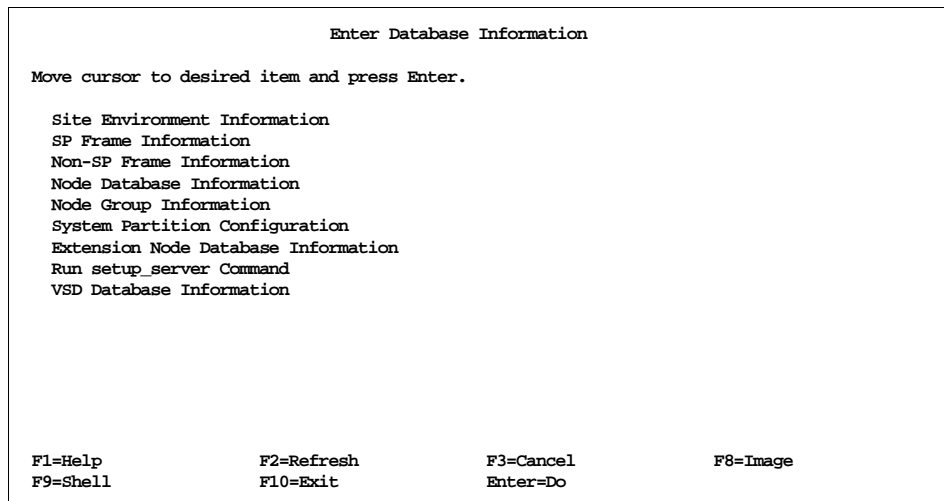 Enter Database Information
Move cursor to desired item and press Enter.
Site Environment Information
SP Frame Information
Non-SP Frame Information
Node Database Information
Node Group Information
System Partition Configuration
Extension Node Database Information
Run setup_server Command
VSD Database Information
F1=Help F2=Refresh F3=Cancel F8=Image
F9=Shell F10=Exit Enter=Do